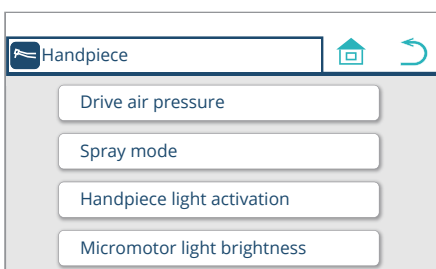 Handpiece
Drive air pressure
Spray mode
Handpiece light activation
Micromotor light brightness